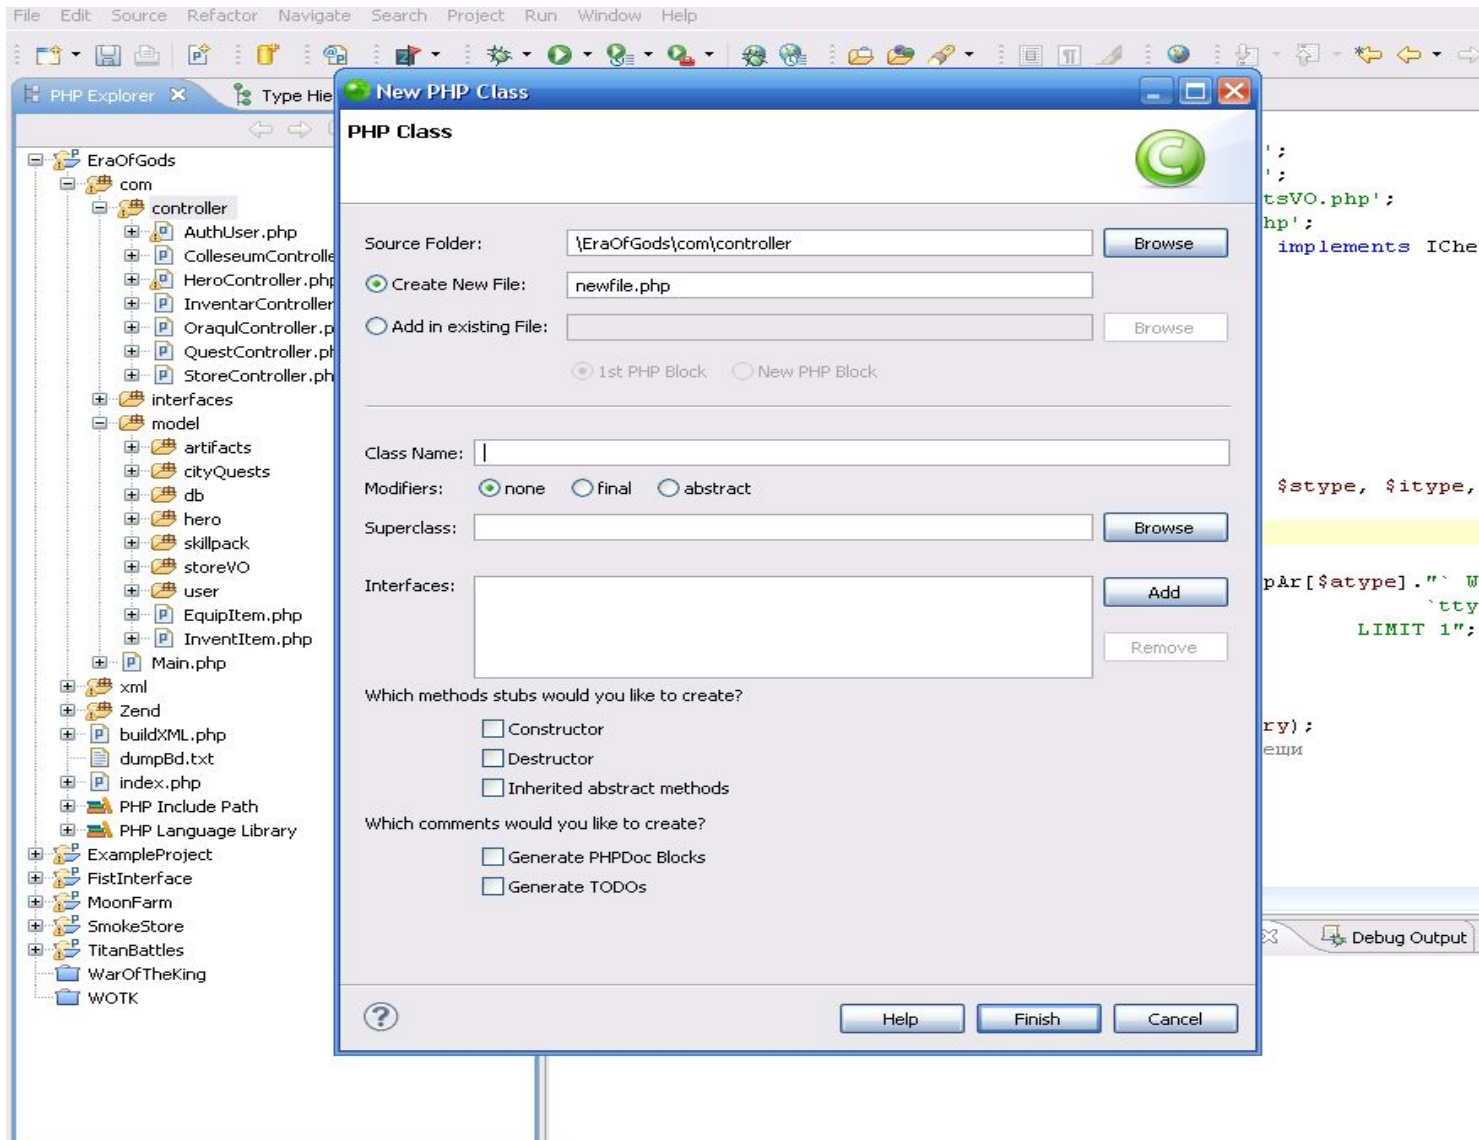 File Edit Source Refactor Navigate Search Project Run Window Help
PHP Explorer
Type Hie
New PHP Class
PHP Class
EraOfGods
com
controller
AuthUser.php
ColleseumControlle
HeroController.php
InventarController
OraqulController.p
QuestController.ph
StoreController.ph
interfaces
model
artifacts
cityQuests
db
hero
skillpack
storeVO
user
EquipItem.php
InventItem.php
Main.php
xml
Zend
buildXML.php
dumpBd.txt
index.php
PHP Include Path
PHP Language Library
ExampleProject
FistInterface
MoonFarm
SmokeStore
TitanBattles
WarOfTheKing
WOTK
Source Folder: \EraOfGods\com\controller Browse
Create New File: newfile.php
Add in existing File: Browse
1st PHP Block New PHP Block
Class Name:
Modifiers: none final abstract
Superclass: Browse
Interfaces: Add
Remove
Which methods stubs would you like to create?
Constructor
Destructor
Inherited abstract methods
Which comments would you like to create?
Generate PHPDoc Blocks
Generate TODOs
Help Finish Cancel
';
';
tsVO.php';
hp';
implements IChe
$stype, $itype,
pAr[$atype]."` W
`tty
LIMIT 1";
ry);
ещи
Debug Output